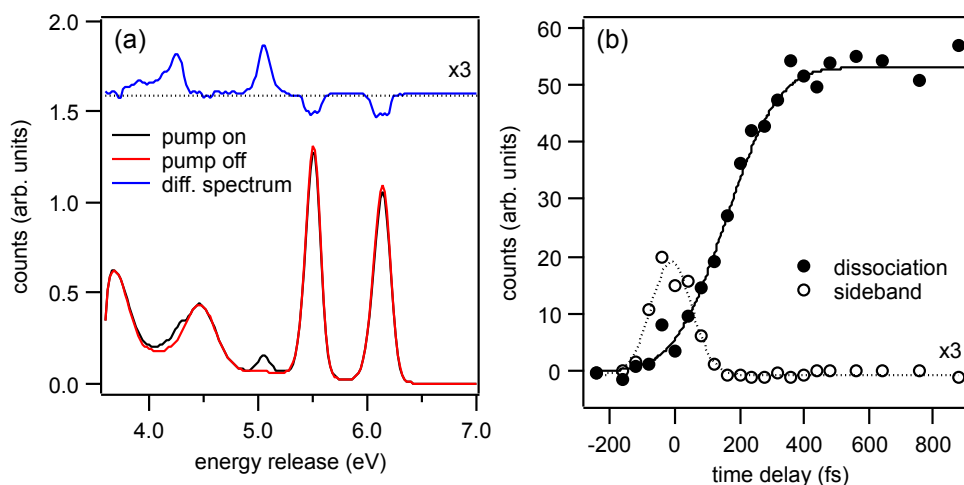 (a)
2.0
1.5
1.0
0.5
0.0
counts (arb. units)
x3
pump on
pump off
diff. spectrum
4.0 5.0 6.0 7.0
energy release (eV)
(b)
60
50
40
30
20
10
0
counts (arb. units)
dissociation
sideband
x3
-200 0 200 400 600 800
time delay (fs)